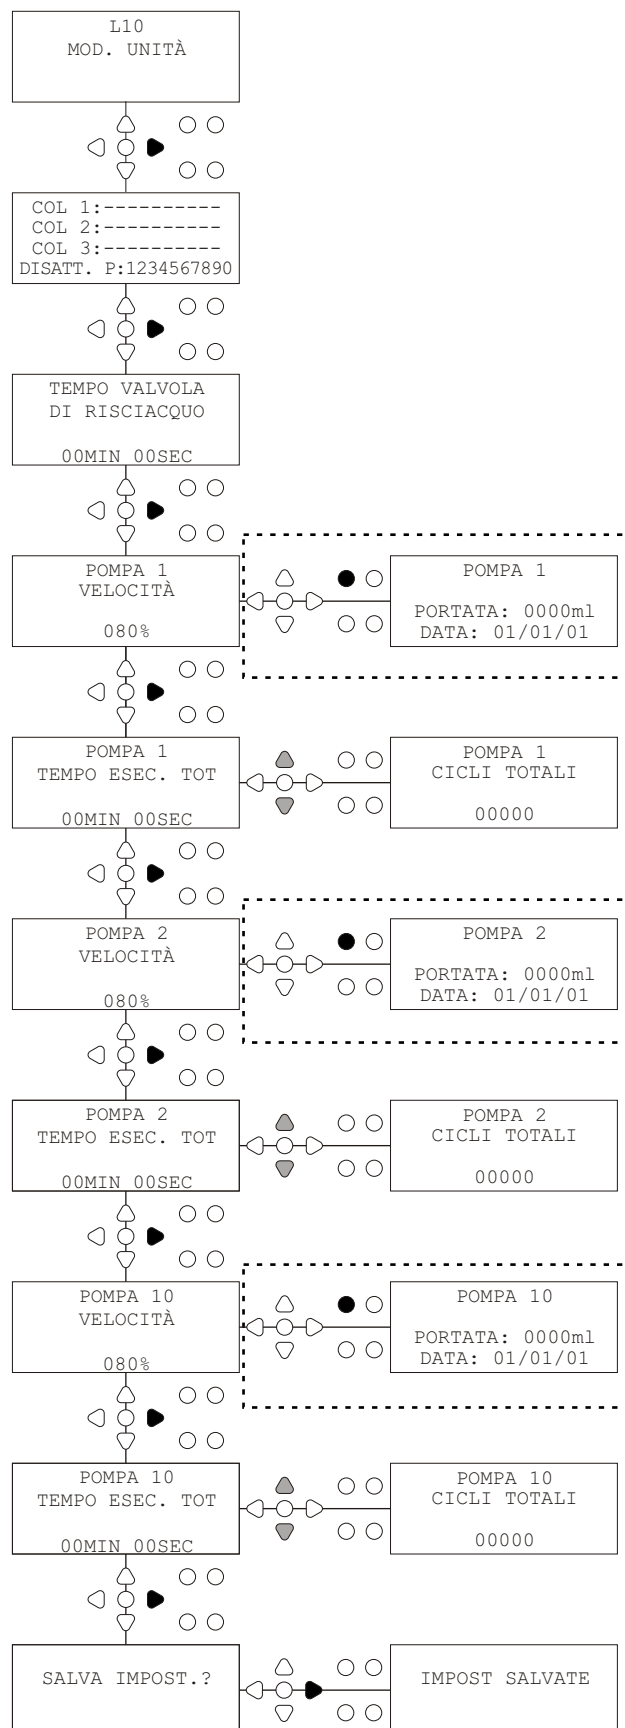 L10
MOD. UNITÀ
COL 1:----------
COL 2:----------
COL 3:----------
DISATT. P:1234567890
TEMPO VALVOLA
DI RISCIACQUO
00MIN 00SEC
POMPA 1
VELOCITÀ
080%
POMPA 1
PORTATA: 0000ml
DATA: 01/01/01
POMPA 1
TEMPO ESEC. TOT
00MIN 00SEC
POMPA 1
CICLI TOTALI
00000
POMPA 2
VELOCITÀ
080%
POMPA 2
PORTATA: 0000ml
DATA: 01/01/01
POMPA 2
TEMPO ESEC. TOT
00MIN 00SEC
POMPA 2
CICLI TOTALI
00000
POMPA 10
VELOCITÀ
080%
POMPA 10
PORTATA: 0000ml
DATA: 01/01/01
POMPA 10
TEMPO ESEC. TOT
00MIN 00SEC
POMPA 10
CICLI TOTALI
00000
SALVA IMPOST.?
IMPOST SALVATE